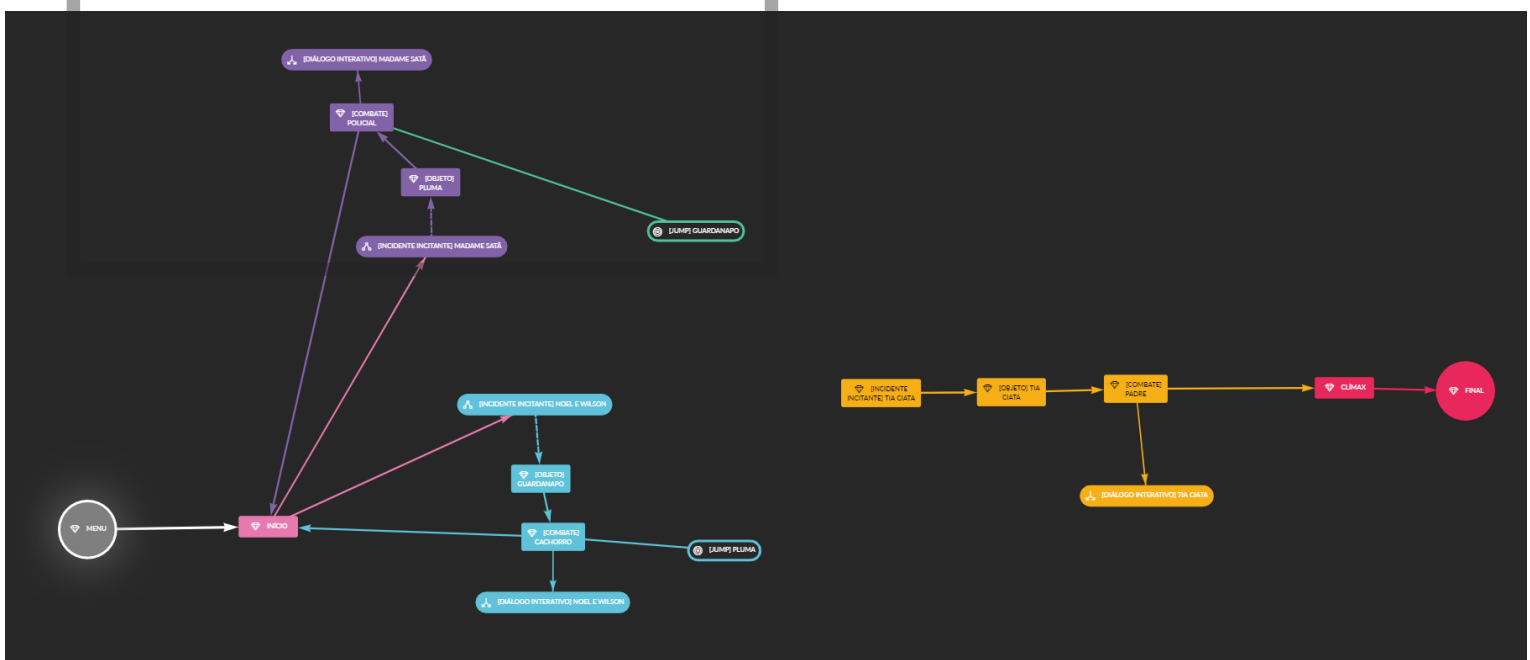 [DIÁLOGO INTERATIVO] MADAME SATÃ
[COMBATE]
POLICIAL
[OBJETO]
PLUMA
[JUMP] GUARDANAPO
[INCIDENTE INCITANTE] MADAME SATÃ
[INCIDENTE INCITANTE] NOEL E WILSON
[OBJETO]
GUARDANAPO
MENU
INÍCIO
[COMBATE]
CACHORRO
[JUMP] PLUMA
[DIÁLOGO INTERATIVO] NOEL E WILSON
[INCIDENTE
INCITANTE] TIA CIATA
[OBJETO] TIA
CIATA
[COMBATE]
PADRE
CLÍMAX
FINAL
[DIÁLOGO INTERATIVO] TIA CIATA